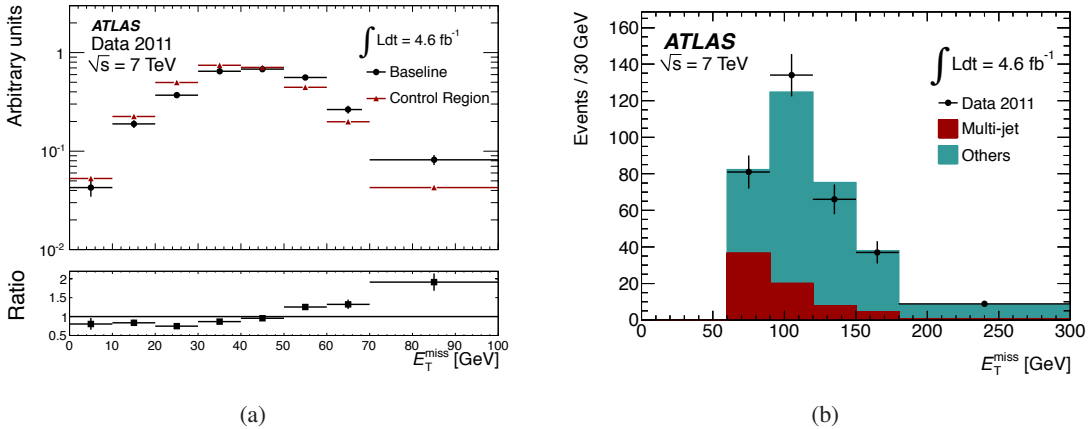 ATLAS
Data 2011
√s = 7 TeV
∫ Ldt = 4.6 fb-1
Baseline
Control Region
Arbitrary units
1
10-1
10-2
Ratio
2
1.5
1
0.5
0 10 20 30 40 50 60 70 80 90 100
E_T^miss [GeV]
(a)
ATLAS
√s = 7 TeV
∫ Ldt = 4.6 fb-1
Data 2011
Multi-jet
Others
Events / 30 GeV
160
140
120
100
80
60
40
20
0
0 50 100 150 200 250 300
E_T^miss [GeV]
(b)